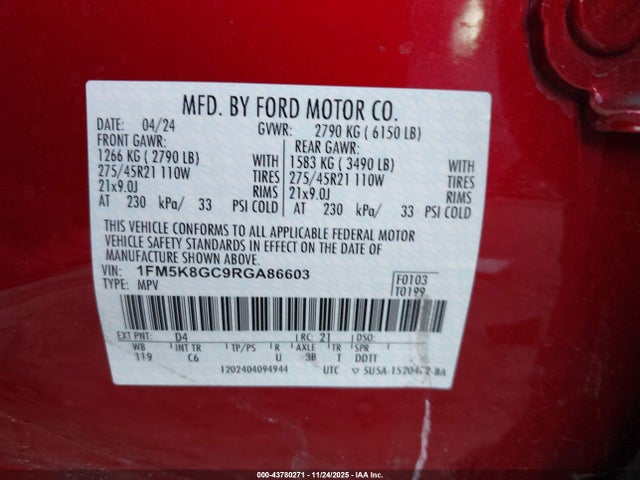 MFD. BY FORD MOTOR CO.
DATE: 04/24 GVWR: 2790 KG ( 6150 LB)
FRONT GAWR: REAR GAWR:
1266 KG ( 2790 LB) WITH 1583 KG ( 3490 LB) WITH
275/45R21 110W TIRES 275/45R21 110W TIRES
21x9.0J RIMS 21x9.0J RIMS
AT 230 kPa/ 33 PSI COLD AT 230 kPa/ 33 PSI COLD
THIS VEHICLE CONFORMS TO ALL APPLICABLE FEDERAL MOTOR
VEHICLE SAFETY STANDARDS IN EFFECT ON THE DATE OF
MANUFACTURE SHOWN ABOVE.
VIN: 1FM5K8GC9RGA86603 F0103
TYPE: MPV T0199
EXT PNT: D4 RC: 21 DSO:
WB INT TR TP/PS R AXLE TR SPR
119 C6 U 3B T DDTT
1202404094944 UTC
000-43780271 - 11/24/2025 - IAA Inc.